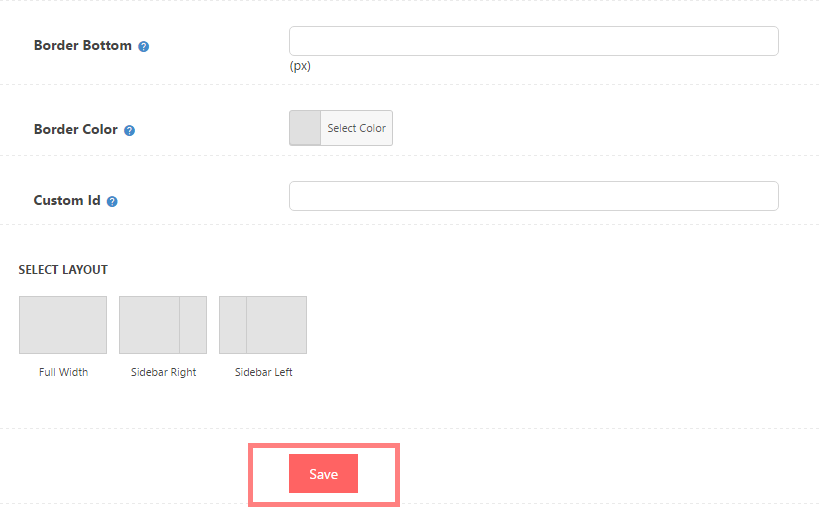 Border Bottom ?
(px)
Border Color ?
Select Color
Custom Id ?
SELECT LAYOUT
Full Width
Sidebar Right
Sidebar Left
Save